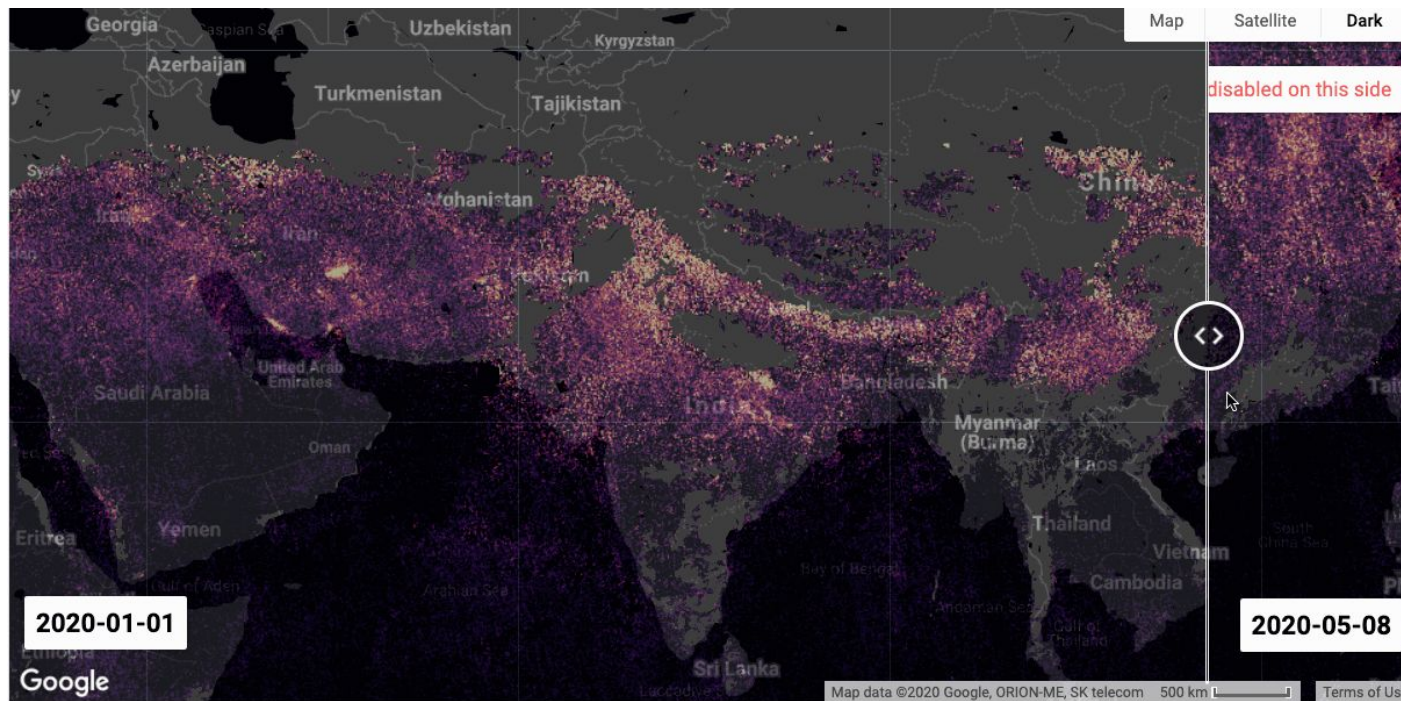 Georgia
Caspian Sea
Uzbekistan
Kyrgyzstan
Map
Satellite
Dark
Azerbaijan
Turkmenistan
Tajikistan
disabled on this side
Afghanistan
Iran
United Arab
Emirates
Saudi Arabia
Bangladesh
India
Oman
Myanmar
(Burma)
Laos
Yemen
Eritrea
Thailand
Vietnam
South
China Sea
Gulf of Aden
Arabian Sea
Bay of Bengal
Cambodia
Andaman Sea
Gulf of
Thailand
2020-01-01
2020-05-08
Ethiopia
Sri Lanka
Google
Map data ©2020 Google, ORION-ME, SK telecom
500 km
Terms of Us